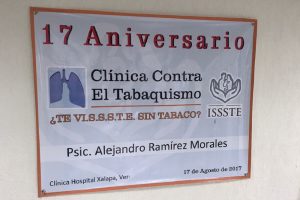 17 Aniversario
Clínica Contra
El Tabaquismo
ISSSTE
¿TE VI.S.S.S.T.E. SIN TABACO?
Psic. Alejandro Ramírez Morales
Clínica Hospital Xalapa, Ver.
17 de Agosto de 2017